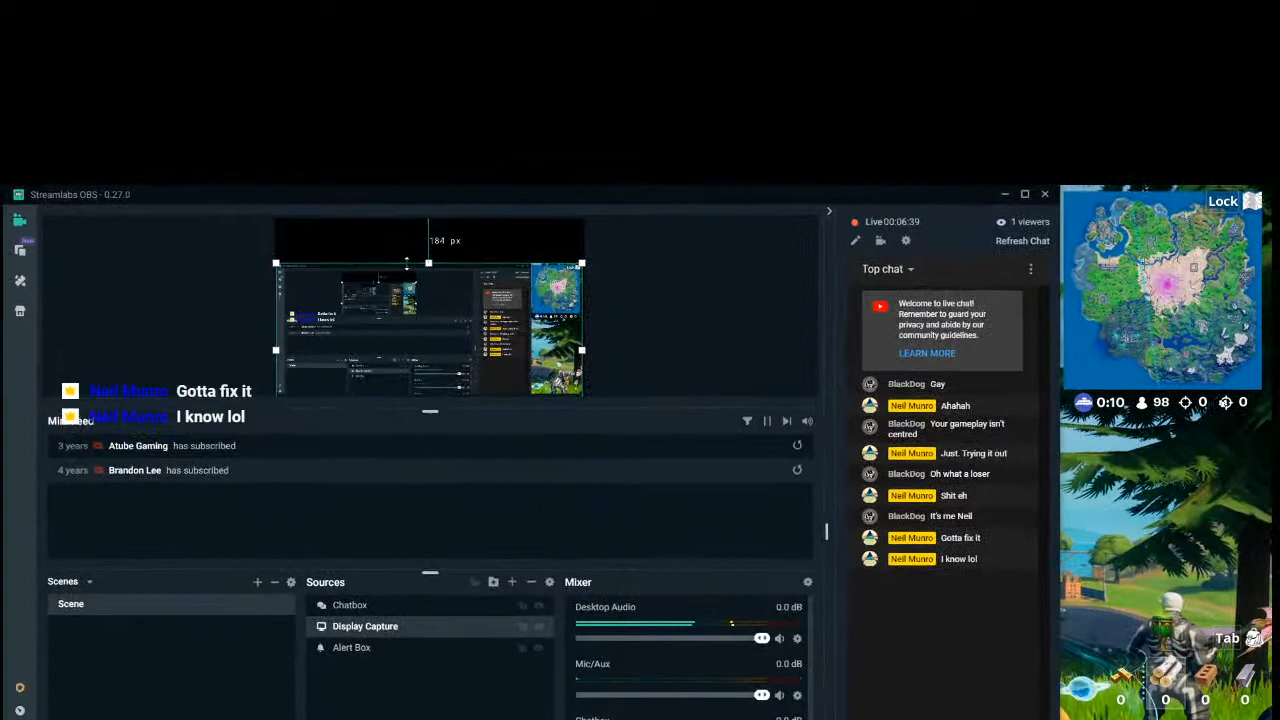 Streamlabs OBS - 0.27.0
Live 00:06:39
1 viewers
Refresh Chat
Lock
184 px
Top chat
Welcome to live chat!
Remember to guard your
privacy and abide by our
community guidelines.
LEARN MORE
BlackDog Gay
Neil Munro Ahahah
BlackDog Your gameplay isn't
centred
Neil Munro Just. Trying it out
BlackDog Oh what a loser
Neil Munro Shit eh
BlackDog It's me Neil
Neil Munro Gotta fix it
Neil Munro I know lol
0:10 98 0 0
Neil Munro Gotta fix it
Neil Munro I know lol
3 years Atube Gaming has subscribed
4 years Brandon Lee has subscribed
Scenes
Scene
Sources
Chatbox
Display Capture
Alert Box
Mixer
Desktop Audio 0.0 dB
Mic/Aux 0.0 dB
Tab
0 0 0 0